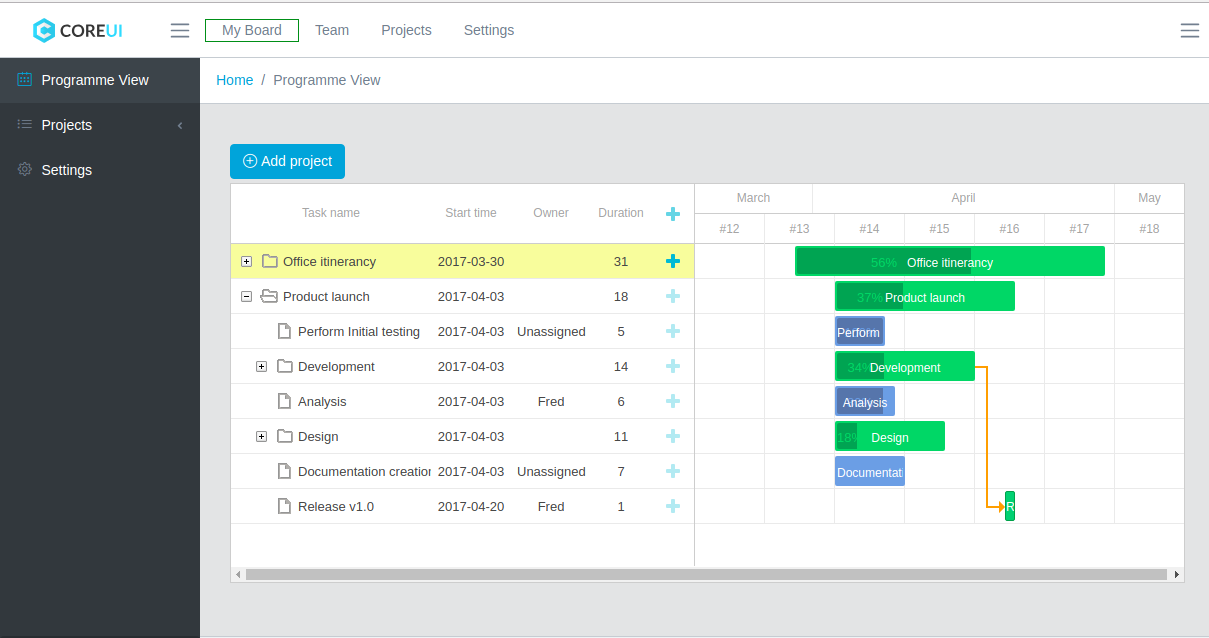 COREUI My Board Team Projects Settings
Programme View
Home / Programme View
Projects
Settings
Add project
Task name Start time Owner Duration
March April May
#12 #13 #14 #15 #16 #17 #18
Office itinerancy 2017-03-30 31 56% Office itinerancy
Product launch 2017-04-03 18 37% Product launch
Perform Initial testing 2017-04-03 Unassigned 5 Perform
Development 2017-04-03 14 34% Development
Analysis 2017-04-03 Fred 6 Analysis
Design 2017-04-03 11 18% Design
Documentation creation 2017-04-03 Unassigned 7 Documentat
Release v1.0 2017-04-20 Fred 1 R